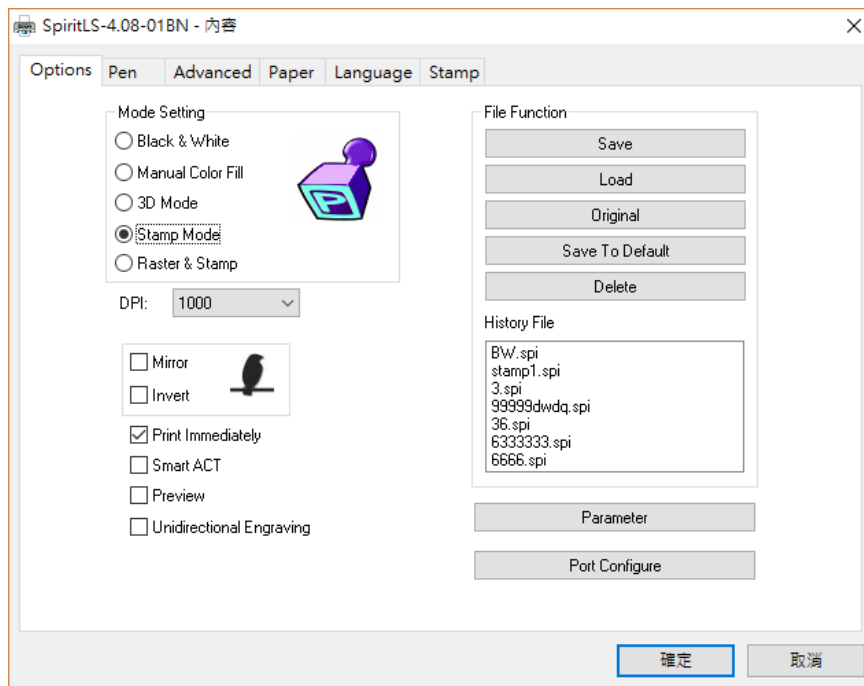 SpiritLS-4.08-01BN - 內容
Options
Pen
Advanced
Paper
Language
Stamp
Mode Setting
Black & White
Manual Color Fill
3D Mode
Stamp Mode
Raster & Stamp
P
DPI:
1000
Mirror
Invert
Print Immediately
Smart ACT
Preview
Unidirectional Engraving
File Function
Save
Load
Original
Save To Default
Delete
History File
BW.spi
stamp1.spi
3.spi
99999dwdq.spi
36.spi
6333333.spi
6666.spi
Parameter
Port Configure
確定
取消